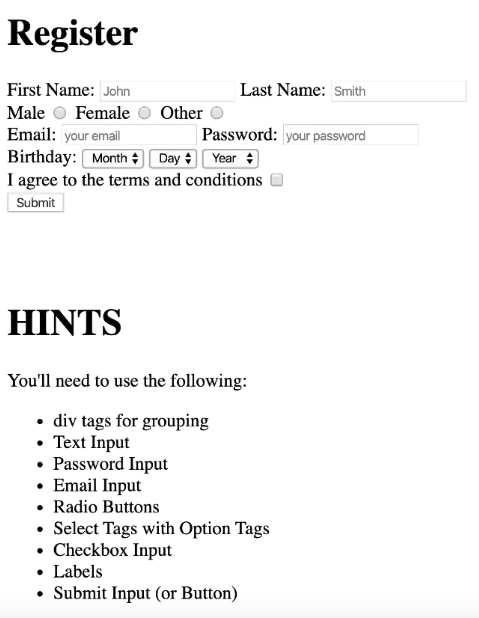 Register
First Name: John Last Name: Smith
Male Female Other
Email: your email Password: your password
Birthday: Month Day Year
I agree to the terms and conditions
Submit
HINTS
You'll need to use the following:
• div tags for grouping
• Text Input
• Password Input
• Email Input
• Radio Buttons
• Select Tags with Option Tags
• Checkbox Input
• Labels
• Submit Input (or Button)